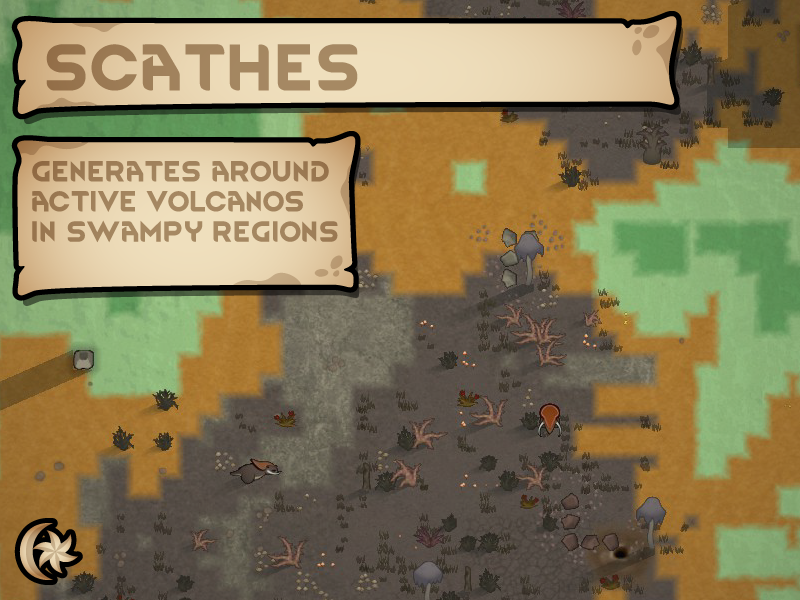 SCATHES
GENERATES AROUND
ACTIVE VOLCANOS
IN SWAMPY REGIONS